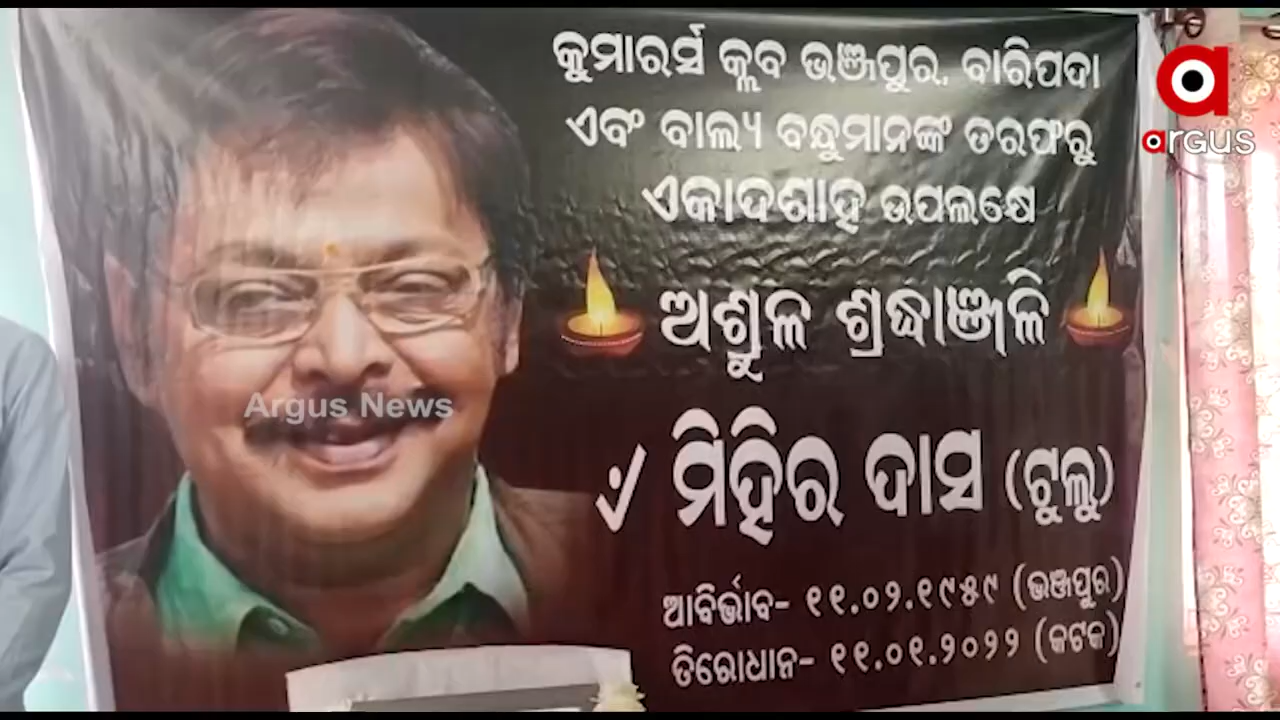 କୁମାରର୍ସ କ୍ଲବ ଭଞ୍ଜପୁର, ବାରିପଦା
ଏବଂ ବାଲ୍ୟ ବନ୍ଧୁମାନଙ୍କ ତରଫରୁ
ଏକାଦଶାହ ଉପଲକ୍ଷେ
ଅଶ୍ରୁଳ ଶ୍ରଦ୍ଧାଞ୍ଜଳି
ମିହିର ଦାସ (ଟୁଲୁ)
ଆବିର୍ଭାବ- ୧୧.୦୨.୧୯୫୯ (ଭଞ୍ଜପୁର)
ତିରୋଧାନ- ୧୧.୦୧.୨୦୨୨ (କଟକ)
Argus News
a
arGUS